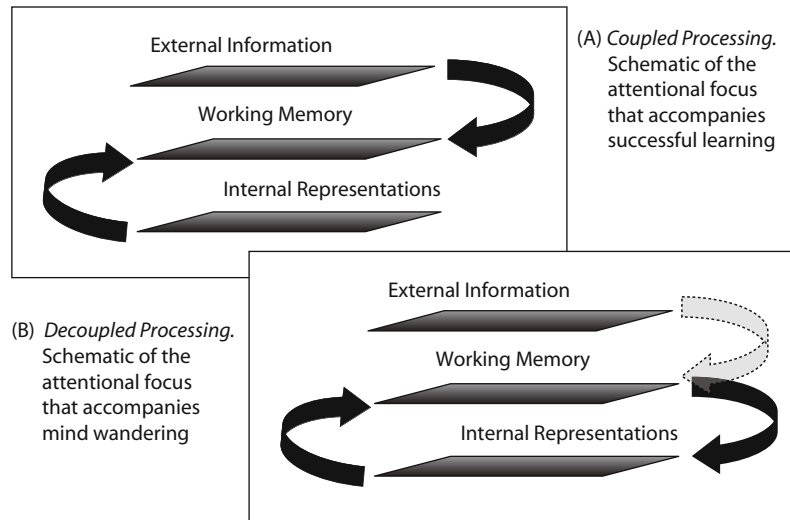 External Information
Working Memory
Internal Representations
(A) Coupled Processing.
Schematic of the
attentional focus
that accompanies
successful learning
(B) Decoupled Processing.
Schematic of the
attentional focus
that accompanies
mind wandering
External Information
Working Memory
Internal Representations